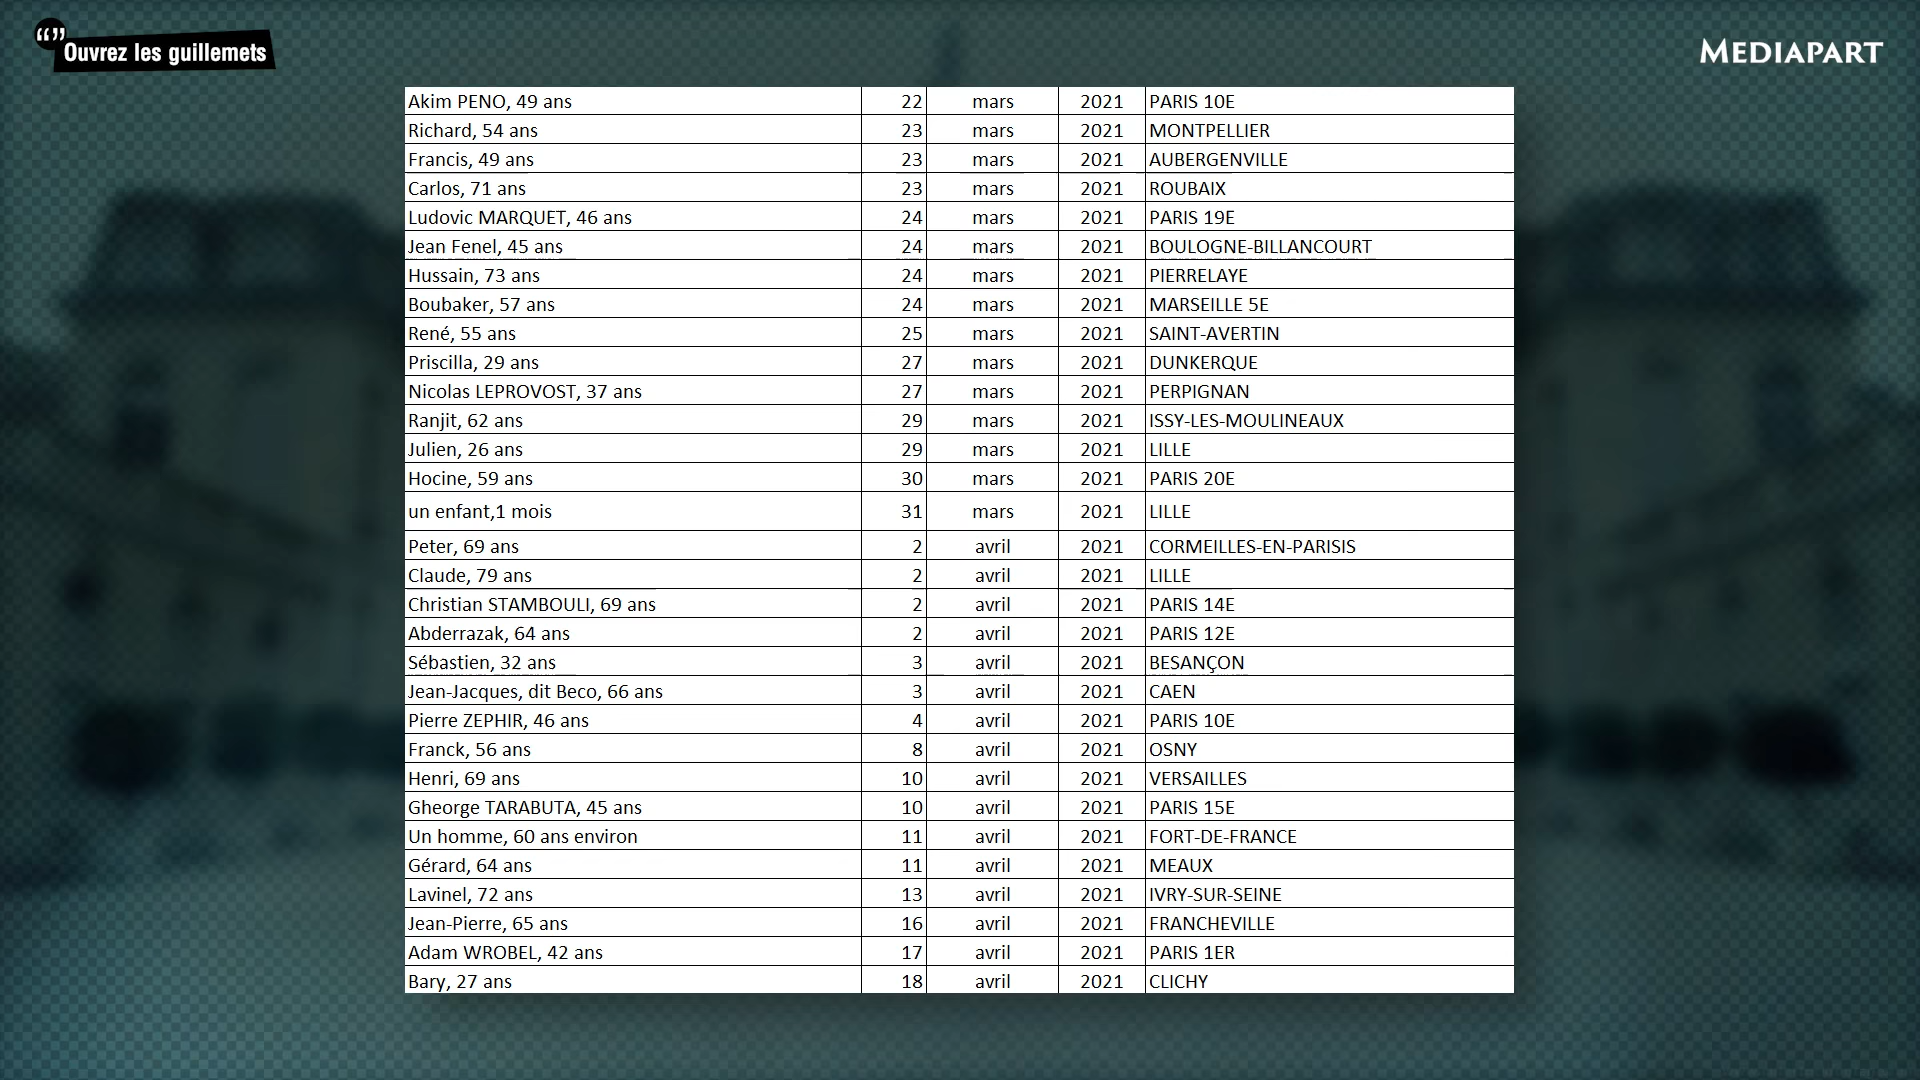 “” Ouvrez les guillemets
MEDIAPART
Akim PENO, 49 ans 22 mars 2021 PARIS 10E
Richard, 54 ans 23 mars 2021 MONTPELLIER
Francis, 49 ans 23 mars 2021 AUBERGENVILLE
Carlos, 71 ans 23 mars 2021 ROUBAIX
Ludovic MARQUET, 46 ans 24 mars 2021 PARIS 19E
Jean Fenel, 45 ans 24 mars 2021 BOULOGNE-BILLANCOURT
Hussain, 73 ans 24 mars 2021 PIERRELAYE
Boubaker, 57 ans 24 mars 2021 MARSEILLE 5E
René, 55 ans 25 mars 2021 SAINT-AVERTIN
Priscilla, 29 ans 27 mars 2021 DUNKERQUE
Nicolas LEPROVOST, 37 ans 27 mars 2021 PERPIGNAN
Ranjit, 62 ans 29 mars 2021 ISSY-LES-MOULINEAUX
Julien, 26 ans 29 mars 2021 LILLE
Hocine, 59 ans 30 mars 2021 PARIS 20E
un enfant,1 mois 31 mars 2021 LILLE
Peter, 69 ans 2 avril 2021 CORMEILLES-EN-PARISIS
Claude, 79 ans 2 avril 2021 LILLE
Christian STAMBOULI, 69 ans 2 avril 2021 PARIS 14E
Abderrazak, 64 ans 2 avril 2021 PARIS 12E
Sébastien, 32 ans 3 avril 2021 BESANÇON
Jean-Jacques, dit Beco, 66 ans 3 avril 2021 CAEN
Pierre ZEPHIR, 46 ans 4 avril 2021 PARIS 10E
Franck, 56 ans 8 avril 2021 OSNY
Henri, 69 ans 10 avril 2021 VERSAILLES
Gheorge TARABUTA, 45 ans 10 avril 2021 PARIS 15E
Un homme, 60 ans environ 11 avril 2021 FORT-DE-FRANCE
Gérard, 64 ans 11 avril 2021 MEAUX
Lavinel, 72 ans 13 avril 2021 IVRY-SUR-SEINE
Jean-Pierre, 65 ans 16 avril 2021 FRANCHEVILLE
Adam WROBEL, 42 ans 17 avril 2021 PARIS 1ER
Bary, 27 ans 18 avril 2021 CLICHY